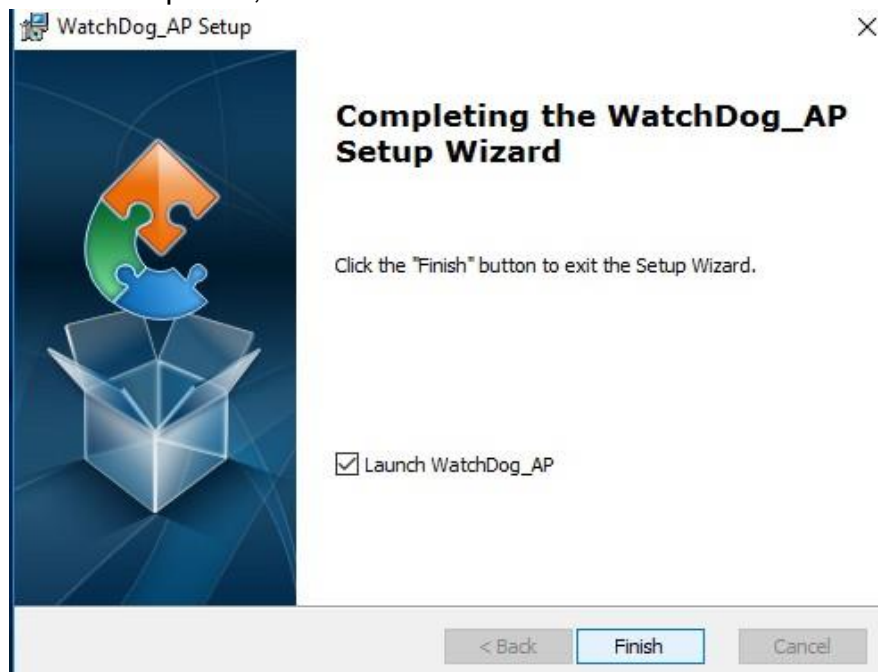 WatchDog_AP Setup
Completing the WatchDog_AP
Setup Wizard
Click the "Finish" button to exit the Setup Wizard.
Launch WatchDog_AP
< Back Finish Cancel